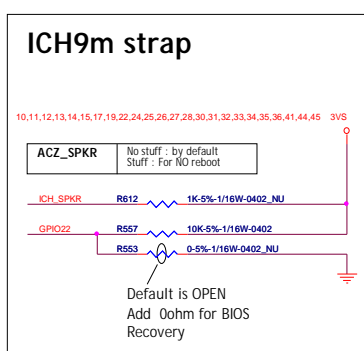 ICH9m strap
10,11,12,13,14,15,17,19,22,24,25,26,27,28,30,31,32,33,34,35,36,41,44,45 3VS
ACZ_SPKR No stuff : by default
Stuff : For NO reboot
ICH_SPKR R612 1K-5%-1/16W-0402_NU
GPIO22 R557 10K-5%-1/16W-0402
R553 0-5%-1/16W-0402_NU
Default is OPEN
Add 0ohm for BIOS
Recovery